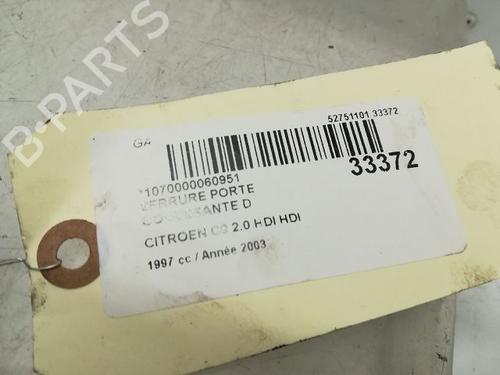 GA
52751101 33372
33372
*1070000060951
SERRURE PORTE
COULISSANTE D
CITROEN C8 2.0 HDI HDI
1997 cc / Année 2003
B-PARTS